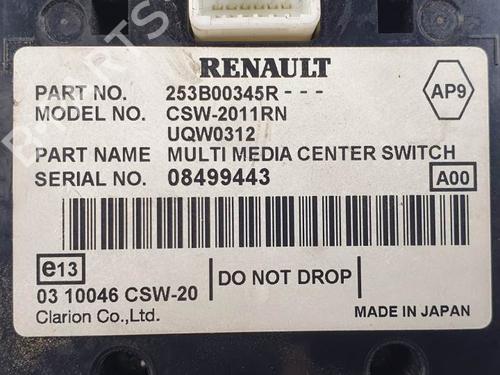 RENAULT
PART NO. 253B00345R - - -
AP9
MODEL NO. CSW-2011RN
UQW0312
PART NAME MULTI MEDIA CENTER SWITCH
SERIAL NO. 08499443
A00
e13
DO NOT DROP
03 10046 CSW-20
Clarion Co.,Ltd.
MADE IN JAPAN